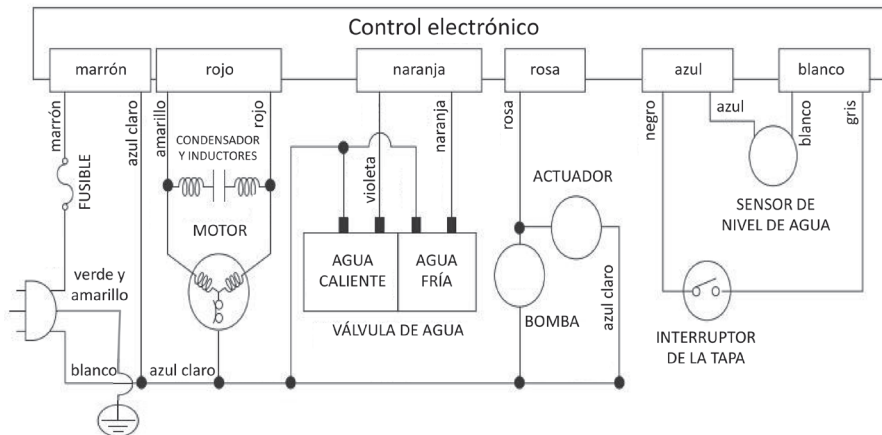 Control electrónico
marrón
rojo
naranja
rosa
azul
blanco
marrón
azul claro
amarillo
rojo
violeta
naranja
rosa
negro
azul
blanco
gris
FUSIBLE
CONDENSADOR
Y INDUCTORES
MOTOR
ACTUADOR
SENSOR DE
NIVEL DE AGUA
AGUA
CALIENTE
AGUA
FRÍA
VÁLVULA DE AGUA
BOMBA
azul claro
INTERRUPTOR
DE LA TAPA
verde y
amarillo
blanco
azul claro